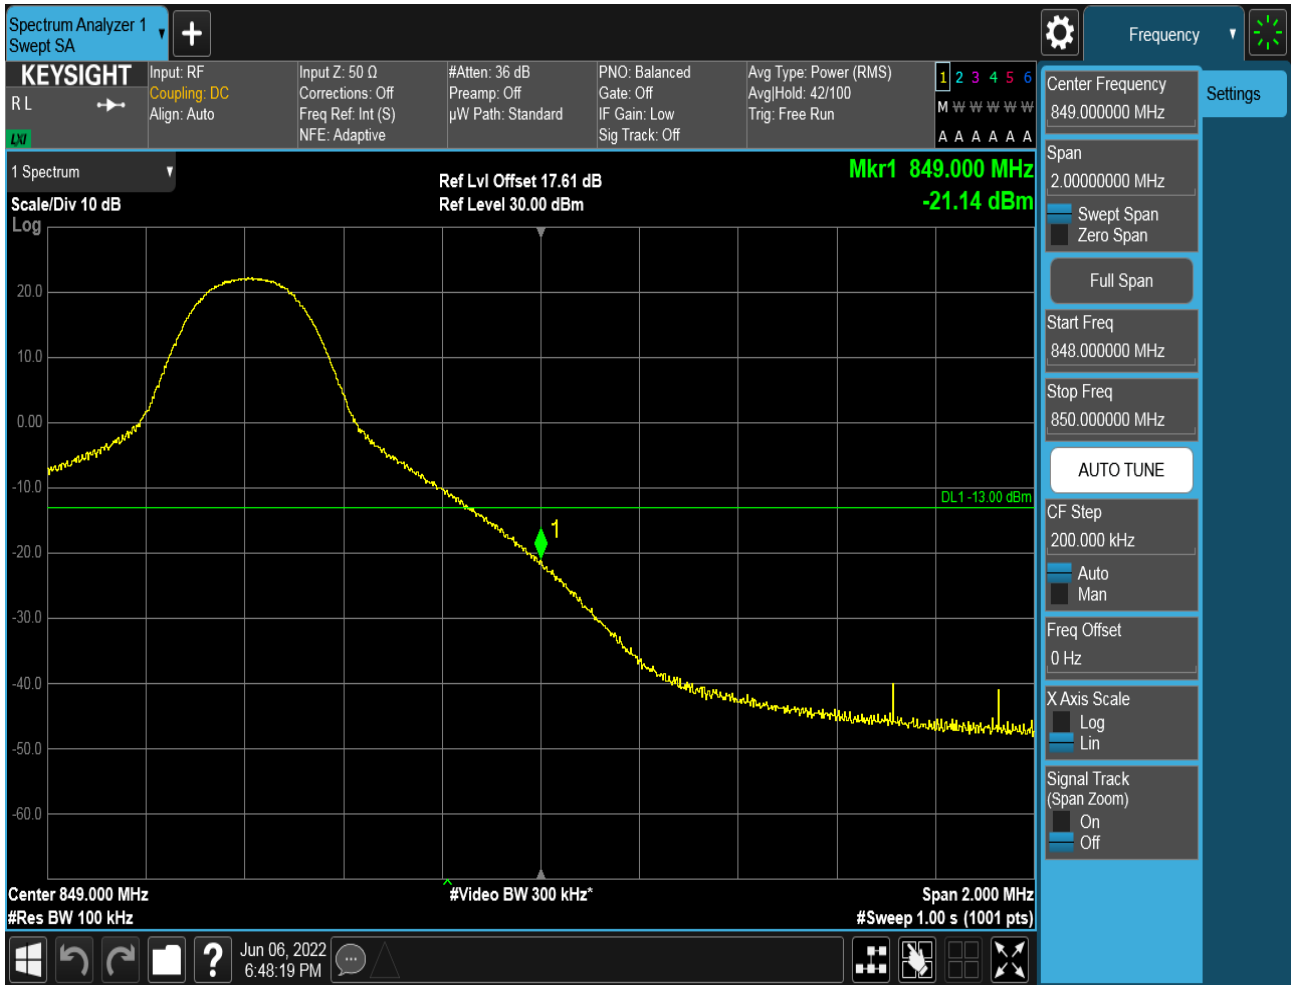 Spectrum Analyzer 1
Swept SA
Frequency
KEYSIGHT
R L
LXI
Input: RF
Coupling: DC
Align: Auto
Input Z: 50 Ω
Corrections: Off
Freq Ref: Int (S)
NFE: Adaptive
#Atten: 36 dB
Preamp: Off
µW Path: Standard
PNO: Balanced
Gate: Off
IF Gain: Low
Sig Track: Off
Avg Type: Power (RMS)
Avg|Hold: 42/100
Trig: Free Run
1 2 3 4 5 6
M W W W W W
A A A A A A
1 Spectrum
Scale/Div 10 dB
Log
Ref Lvl Offset 17.61 dB
Ref Level 30.00 dBm
Mkr1 849.000 MHz
-21.14 dBm
20.0
10.0
0.00
-10.0
-20.0
-30.0
-40.0
-50.0
-60.0
DL1 -13.00 dBm
1
Center 849.000 MHz
#Res BW 100 kHz
#Video BW 300 kHz*
Span 2.000 MHz
#Sweep 1.00 s (1001 pts)
Jun 06, 2022
6:48:19 PM
?
Center Frequency
849.000000 MHz
Settings
Span
2.00000000 MHz
Swept Span
Zero Span
Full Span
Start Freq
848.000000 MHz
Stop Freq
850.000000 MHz
AUTO TUNE
CF Step
200.000 kHz
Auto
Man
Freq Offset
0 Hz
X Axis Scale
Log
Lin
Signal Track
(Span Zoom)
On
Off